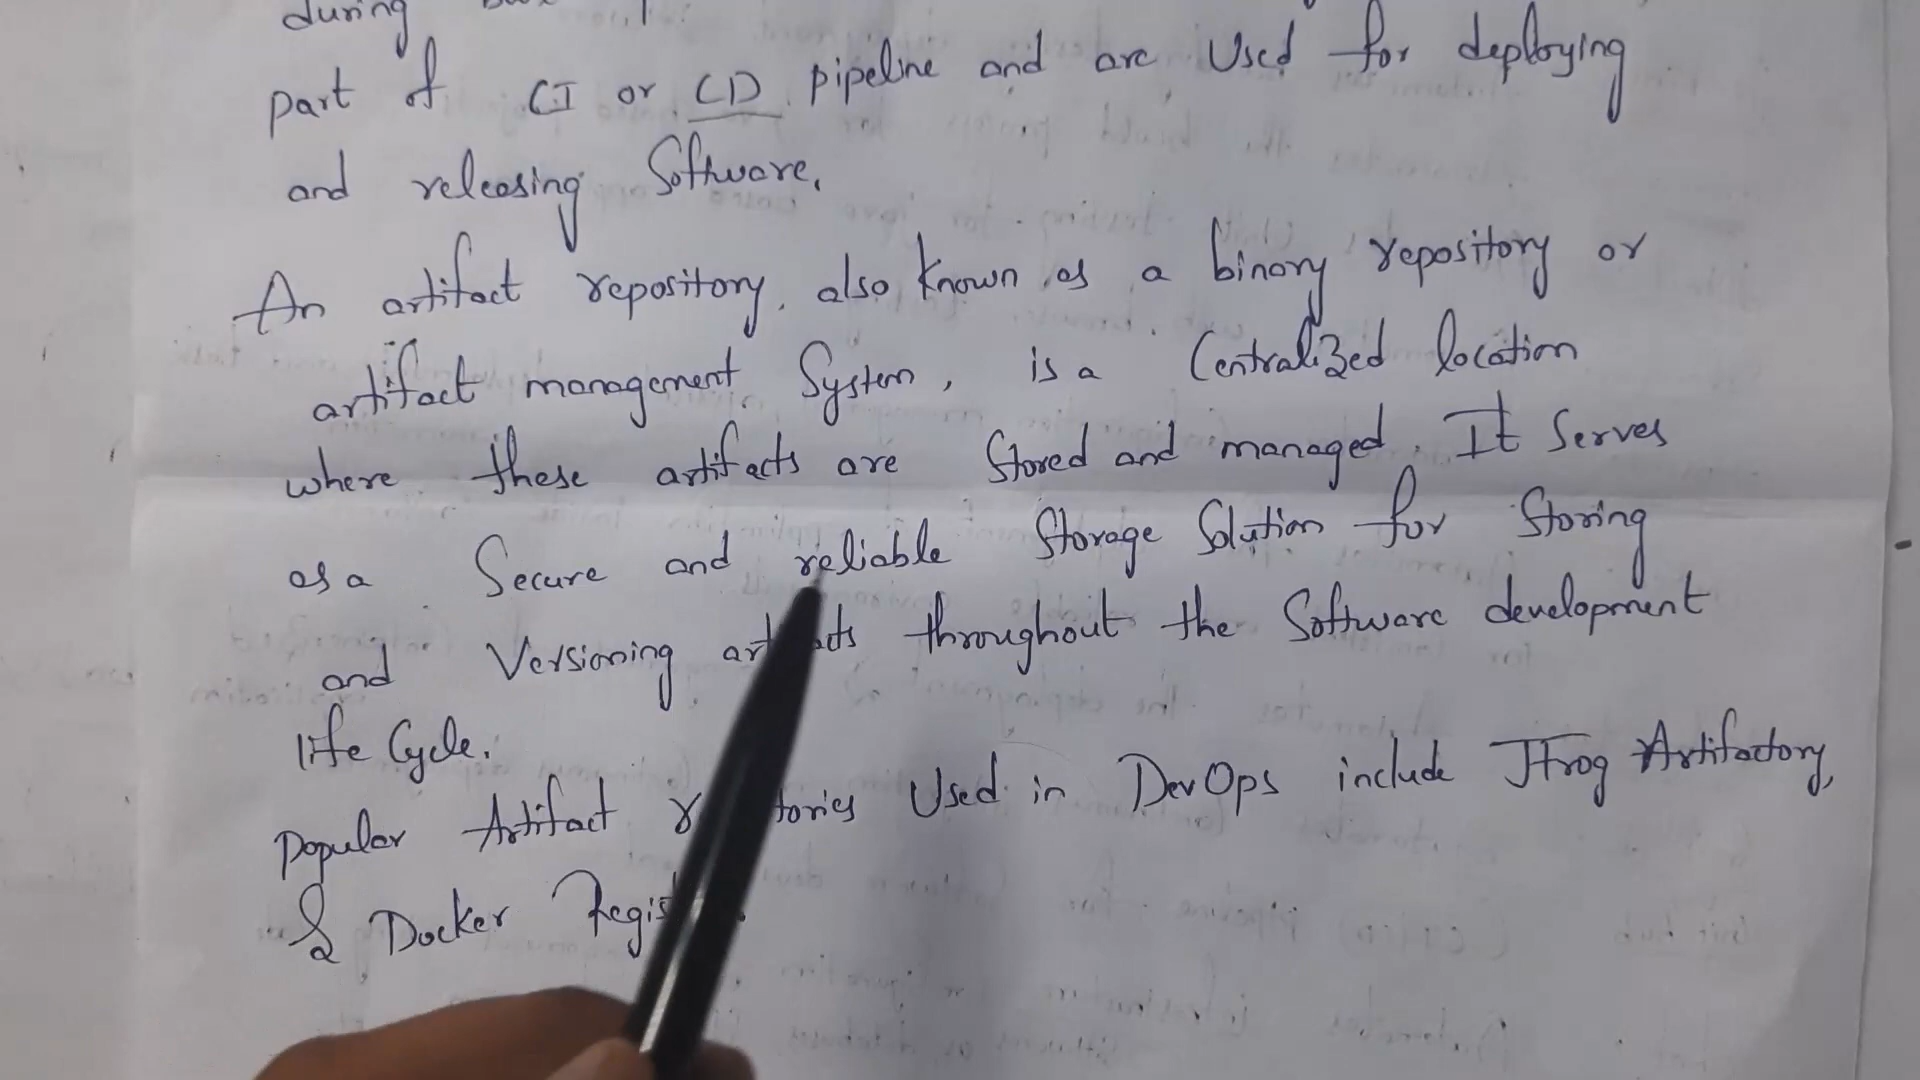 during
part of CI or CD pipeline and are Used for deploying
and releasing Software.
An artifact repository, also known as a binary repository or
artifact management System, is a Centralized location
where these artifacts are Stored and managed. It Serves
as a Secure and reliable Storage Solution for Storing
and Versioning artifacts throughout the Software development
life Cycle.
Popular Artifact Used in DevOps include JFrog Artifactory,
& Docker